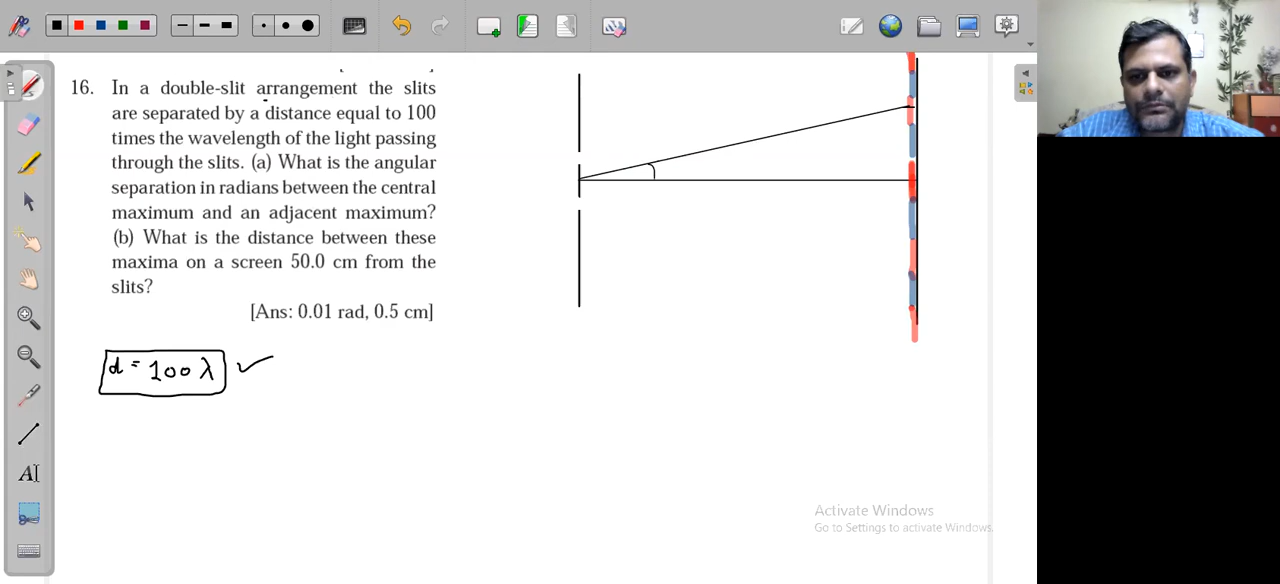 16. In a double-slit arrangement the slits
are separated by a distance equal to 100
times the wavelength of the light passing
through the slits. (a) What is the angular
separation in radians between the central
maximum and an adjacent maximum?
(b) What is the distance between these
maxima on a screen 50.0 cm from the
slits?
[Ans: 0.01 rad, 0.5 cm]
d = 100 λ ✓
Activate Windows
Go to Settings to activate Windows.